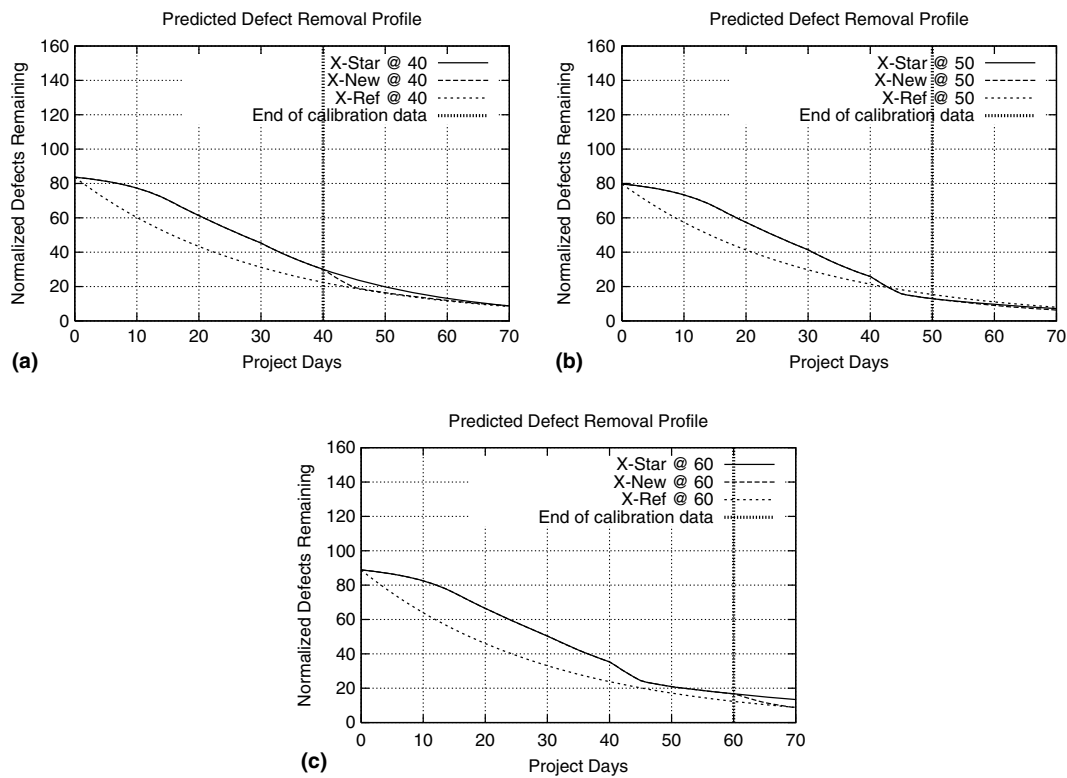 Predicted Defect Removal Profile
160
140
120
100
80
60
40
20
0
Normalized Defects Remaining
X-Star @ 40
X-New @ 40
X-Ref @ 40
End of calibration data
0 10 20 30 40 50 60 70
Project Days
(a)
Predicted Defect Removal Profile
160
140
120
100
80
60
40
20
0
Normalized Defects Remaining
X-Star @ 50
X-New @ 50
X-Ref @ 50
End of calibration data
0 10 20 30 40 50 60 70
Project Days
(b)
Predicted Defect Removal Profile
160
140
120
100
80
60
40
20
0
Normalized Defects Remaining
X-Star @ 60
X-New @ 60
X-Ref @ 60
End of calibration data
0 10 20 30 40 50 60 70
Project Days
(c)